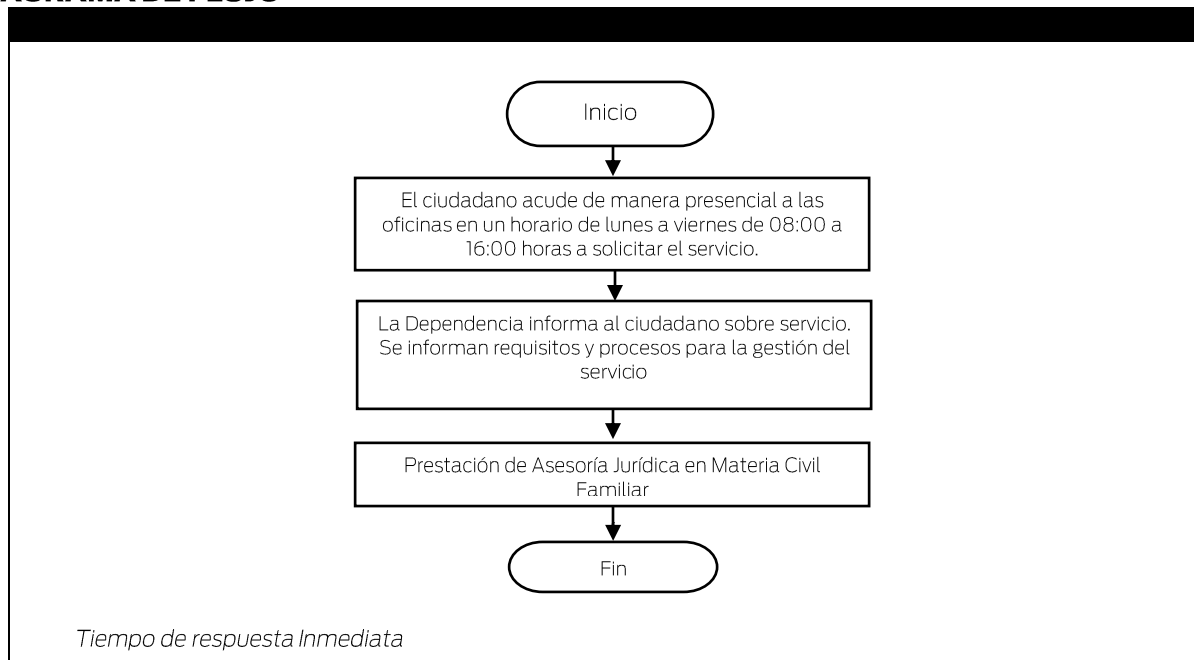 Inicio
El ciudadano acude de manera presencial a las
oficinas en un horario de lunes a viernes de 08:00 a
16:00 horas a solicitar el servicio.
La Dependencia informa al ciudadano sobre servicio.
Se informan requisitos y procesos para la gestión del
servicio
Prestación de Asesoría Jurídica en Materia Civil
Familiar
Fin
Tiempo de respuesta Inmediata